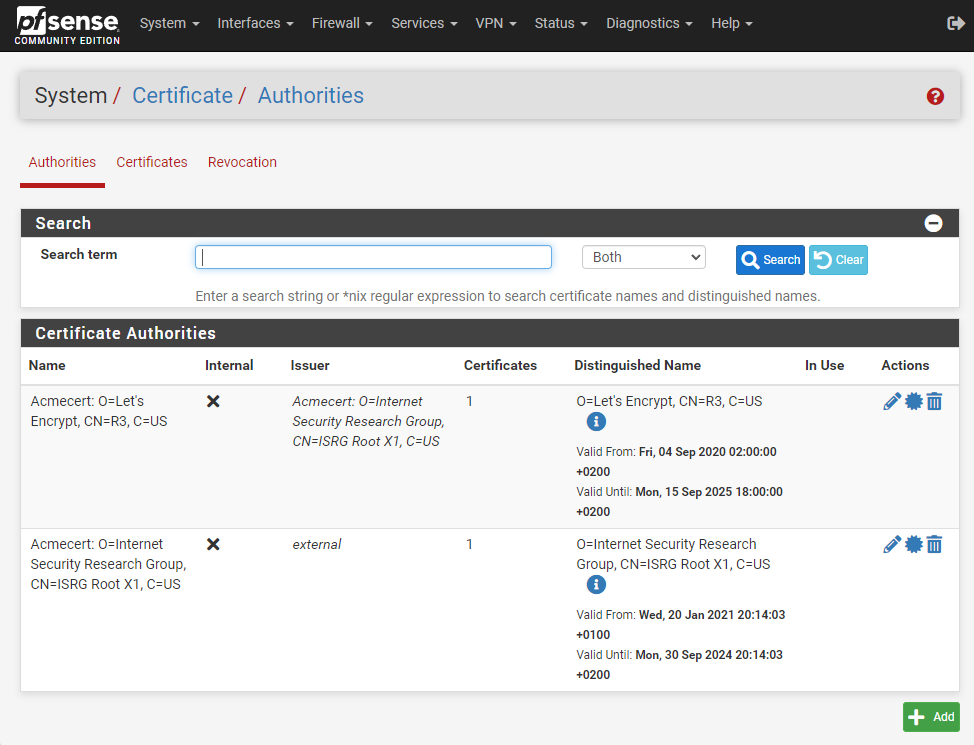 pfsense
COMMUNITY EDITION
System Interfaces Firewall Services VPN Status Diagnostics Help
System / Certificate / Authorities
Authorities Certificates Revocation
Search
Search term Both Search Clear
Enter a search string or *nix regular expression to search certificate names and distinguished names.
Certificate Authorities
Name Internal Issuer Certificates Distinguished Name In Use Actions
Acmecert: O=Let's
Encrypt, CN=R3, C=US
Acmecert: O=Internet
Security Research Group,
CN=ISRG Root X1, C=US
1
O=Let's Encrypt, CN=R3, C=US
Valid From: Fri, 04 Sep 2020 02:00:00
+0200
Valid Until: Mon, 15 Sep 2025 18:00:00
+0200
Acmecert: O=Internet
Security Research Group,
CN=ISRG Root X1, C=US
external
1
O=Internet Security Research
Group, CN=ISRG Root X1, C=US
Valid From: Wed, 20 Jan 2021 20:14:03
+0100
Valid Until: Mon, 30 Sep 2024 20:14:03
+0200
Add